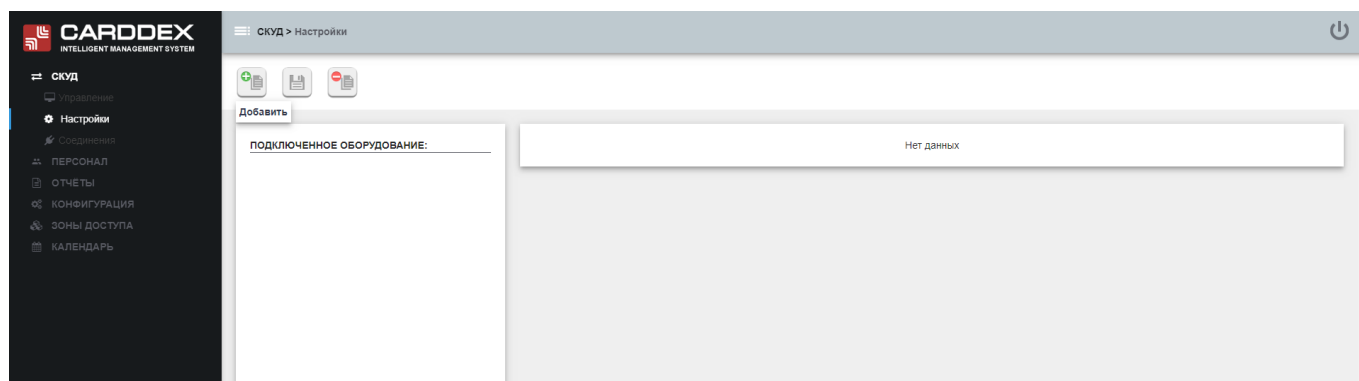 CARDDEX
INTELLIGENT MANAGEMENT SYSTEM
СКУД > Настройки
СКУД
Управление
Настройки
Соединения
ПЕРСОНАЛ
ОТЧЁТЫ
КОНФИГУРАЦИЯ
ЗОНЫ ДОСТУПА
КАЛЕНДАРЬ
Добавить
ПОДКЛЮЧЕННОЕ ОБОРУДОВАНИЕ:
Нет данных